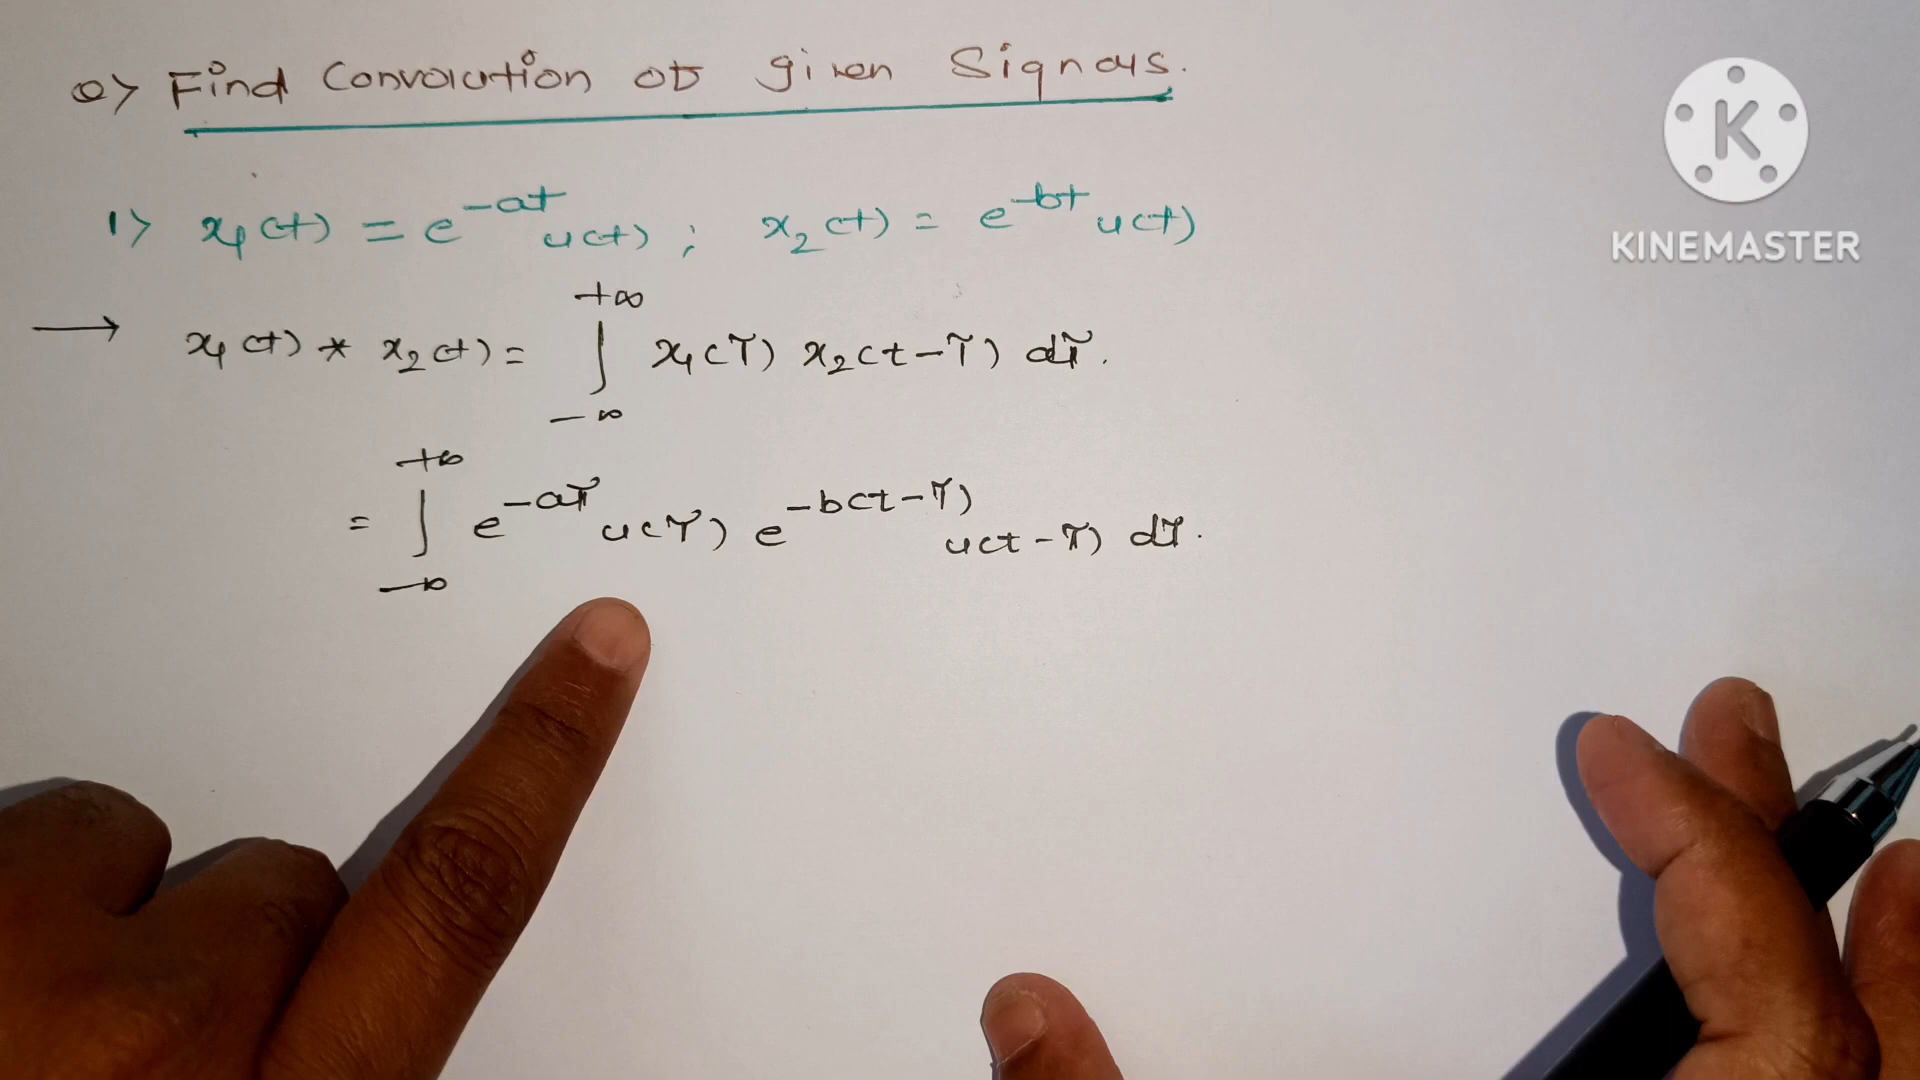 Q> Find Convolution of given Signals.
K
KINEMASTER
1> x₁(t) = e^{-at} u(t) ; x₂(t) = e^{-bt} u(t)
→ x₁(t) * x₂(t) = ∫_{-∞}^{+∞} x₁(τ) x₂(t-τ) dτ.
= ∫_{-∞}^{+∞} e^{-aτ} u(τ) e^{-b(t-τ)} u(t-τ) dτ.